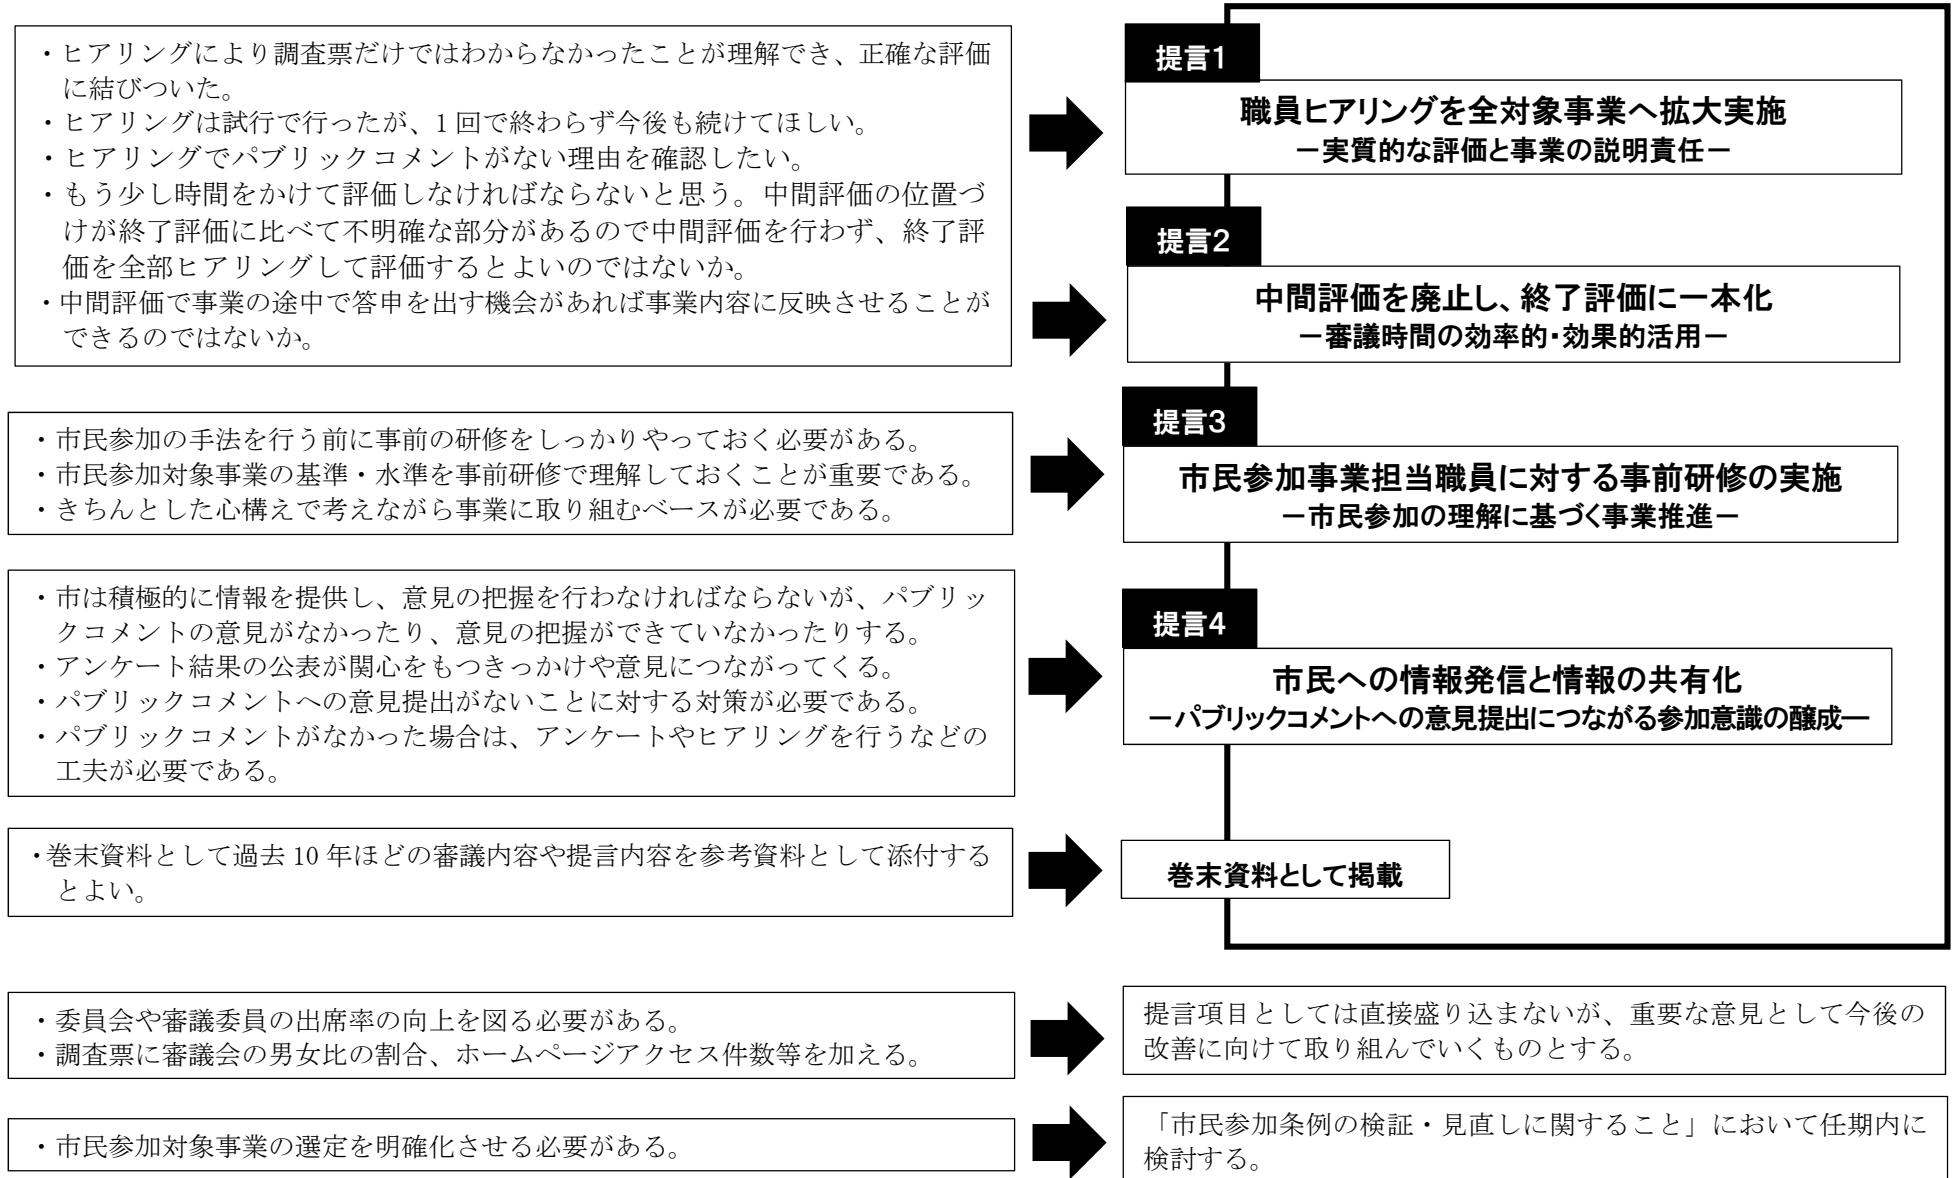 ・ヒアリングにより調査票だけではわからなかったことが理解でき、正確な評価
に結びついた。
・ヒアリングは試行で行ったが、1 回で終わらず今後も続けてほしい。
・ヒアリングでパブリックコメントがない理由を確認したい。
・もう少し時間をかけて評価しなければならないと思う。中間評価の位置づ
けが終了評価に比べて不明確な部分があるので中間評価を行わず、終了評
価を全部ヒアリングして評価するとよいのではないか。
・中間評価で事業の途中で答申を出す機会があれば事業内容に反映させることが
できるのではないか。
提言1
職員ヒアリングを全対象事業へ拡大実施
－実質的な評価と事業の説明責任－
提言2
中間評価を廃止し、終了評価に一本化
－審議時間の効率的・効果的活用－
・市民参加の手法を行う前に事前の研修をしっかりやっておく必要がある。
・市民参加対象事業の基準・水準を事前研修で理解しておくことが重要である。
・きちんとした心構えで考えながら事業に取り組むベースが必要である。
提言3
市民参加事業担当職員に対する事前研修の実施
－市民参加の理解に基づく事業推進－
・市は積極的に情報を提供し、意見の把握を行わなければならないが、パブリッ
クコメントの意見がなかったり、意見の把握ができていなかったりする。
・アンケート結果の公表が関心をもつきっかけや意見につながってくる。
・パブリックコメントへの意見提出がないことに対する対策が必要である。
・パブリックコメントがなかった場合は、アンケートやヒアリングを行うなどの
工夫が必要である。
提言4
市民への情報発信と情報の共有化
－パブリックコメントへの意見提出につながる参加意識の醸成―
・巻末資料として過去 10 年ほどの審議内容や提言内容を参考資料として添付する
とよい。
巻末資料として掲載
・委員会や審議委員の出席率の向上を図る必要がある。
・調査票に審議会の男女比の割合、ホームページアクセス件数等を加える。
提言項目としては直接盛り込まないが、重要な意見として今後の
改善に向けて取り組んでいくものとする。
・市民参加対象事業の選定を明確化させる必要がある。
「市民参加条例の検証・見直しに関すること」において任期内に
検討する。